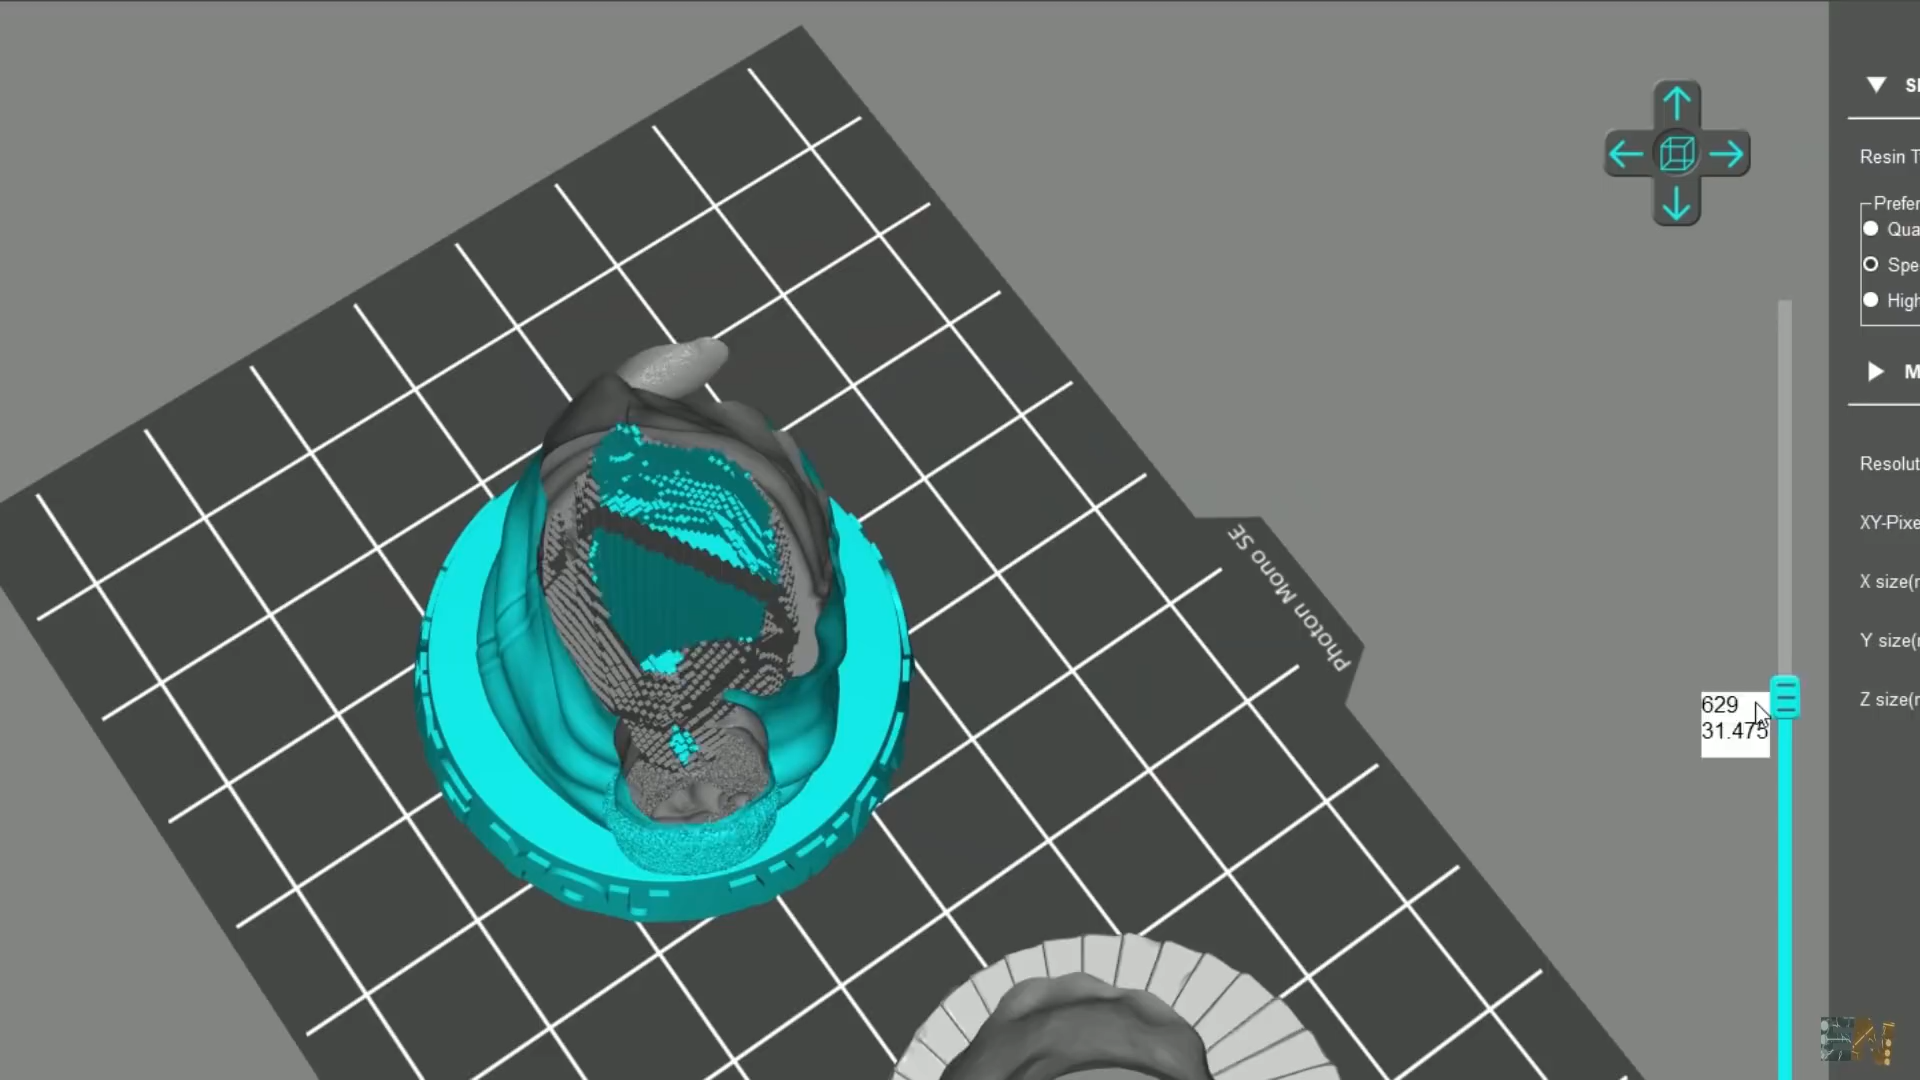 Resin T
Prefer
Qua
Spe
High
M
Resolut
XY-Pixe
X size(r
Y size(r
Z size(r
629
31.475
Photon Mono SE